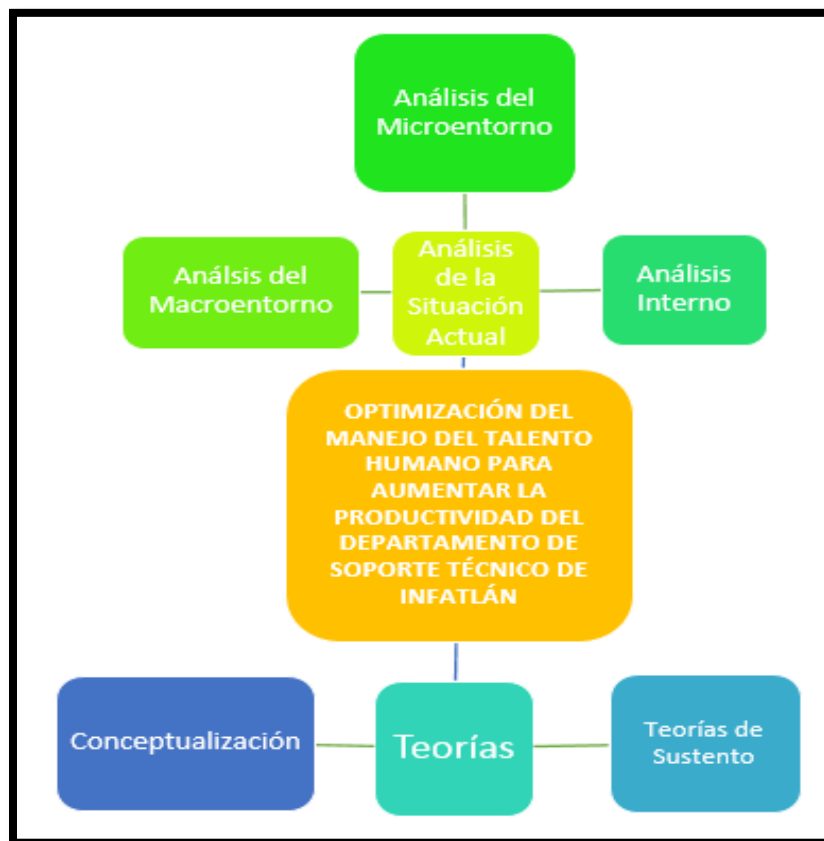 Análisis del
Microentorno
Análsis del
Macroentorno
Análisis
de la
Situación
Actual
Análisis
Interno
OPTIMIZACIÓN DEL
MANEJO DEL TALENTO
HUMANO PARA
AUMENTAR LA
PRODUCTIVIDAD DEL
DEPARTAMENTO DE
SOPORTE TÉCNICO DE
INFATLÁN
Conceptualización
Teorías
Teorías de
Sustento